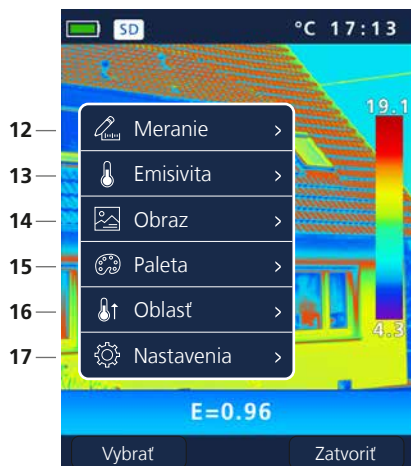 SD °C 17:13
19.1
12 Meranie >
13 Emisivita >
14 Obraz >
15 Paleta >
16 Oblasť >
17 Nastavenia >
4.3
E=0.96
Vybrať Zatvoriť